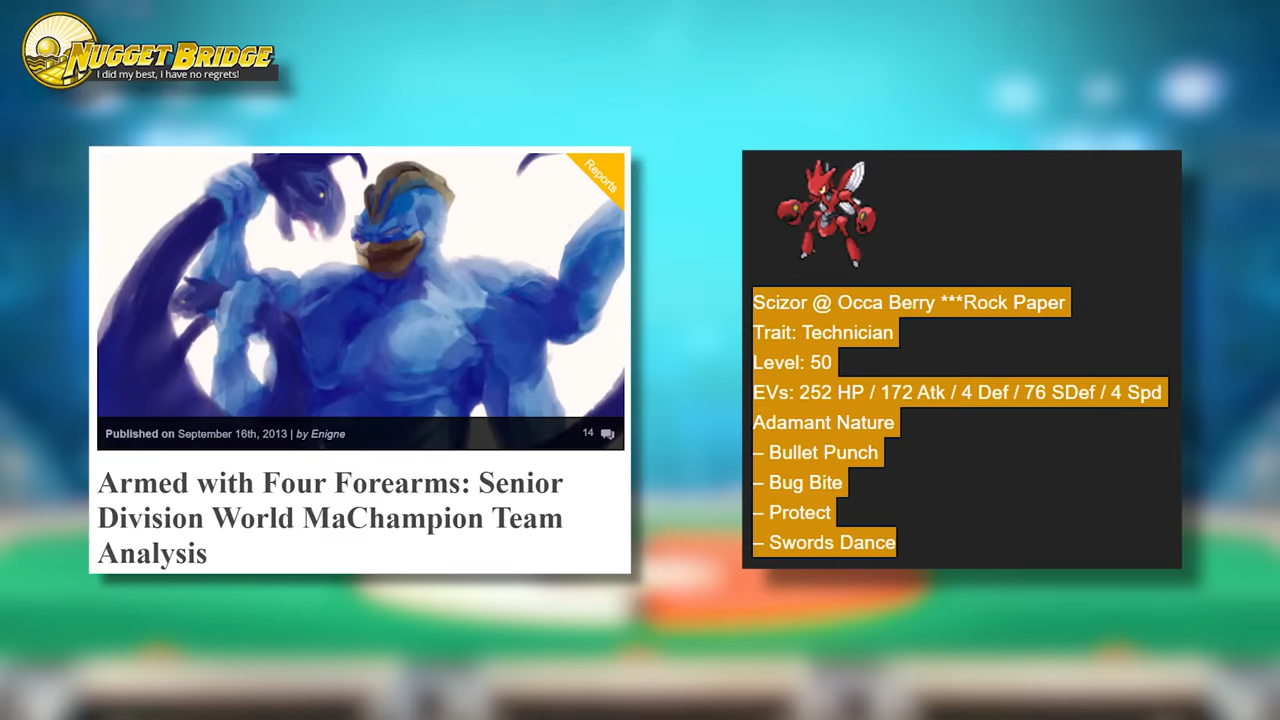 NUGGET BRIDGE
I did my best, I have no regrets!
Reports
Published on September 16th, 2013 | by Enigne
14
Armed with Four Forearms: Senior
Division World MaChampion Team
Analysis
Scizor @ Occa Berry ***Rock Paper
Trait: Technician
Level: 50
EVs: 252 HP / 172 Atk / 4 Def / 76 SDef / 4 Spd
Adamant Nature
– Bullet Punch
– Bug Bite
– Protect
– Swords Dance